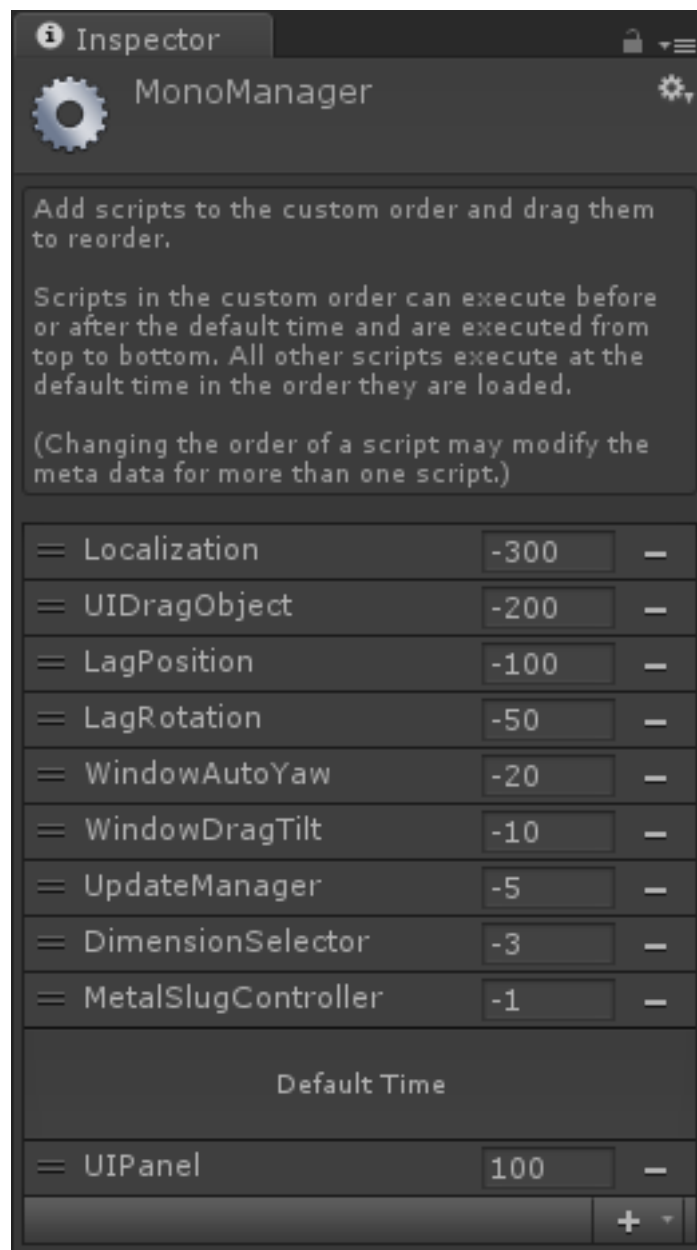 Inspector
MonoManager
Add scripts to the custom order and drag them
to reorder.
Scripts in the custom order can execute before
or after the default time and are executed from
top to bottom. All other scripts execute at the
default time in the order they are loaded.
(Changing the order of a script may modify the
meta data for more than one script.)
Localization -300
UIDragObject -200
LagPosition -100
LagRotation -50
WindowAutoYaw -20
WindowDragTilt -10
UpdateManager -5
DimensionSelector -3
MetalSlugController -1
Default Time
UIPanel 100